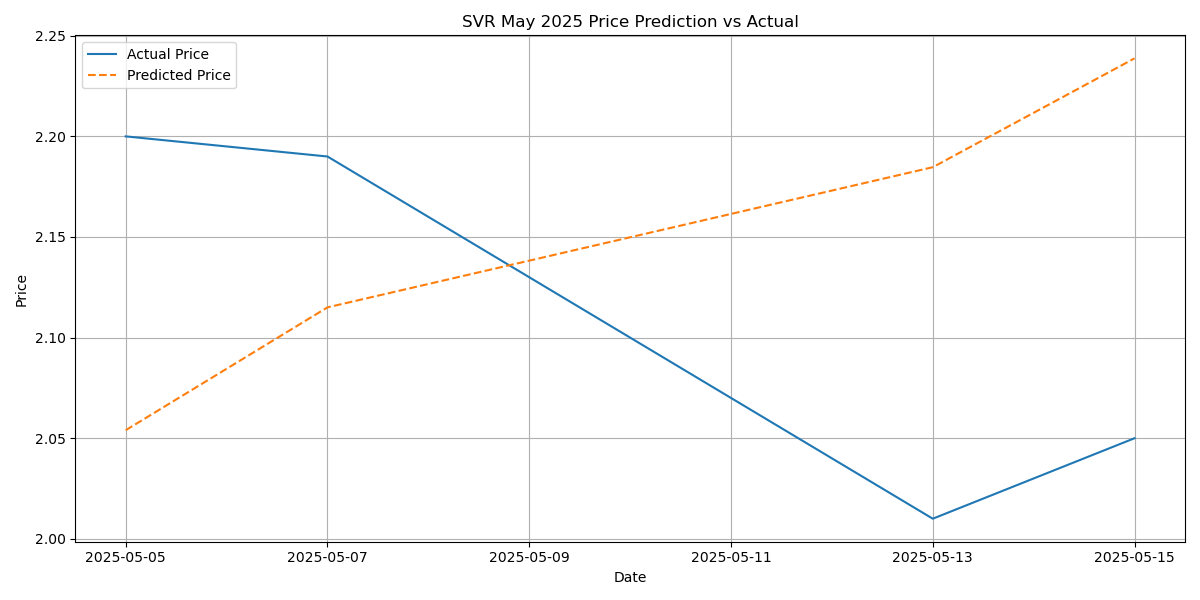 SVR May 2025 Price Prediction vs Actual
Actual Price
Predicted Price
2.25
2.20
2.15
2.10
2.05
2.00
Price
2025-05-05 2025-05-07 2025-05-09 2025-05-11 2025-05-13 2025-05-15
Date